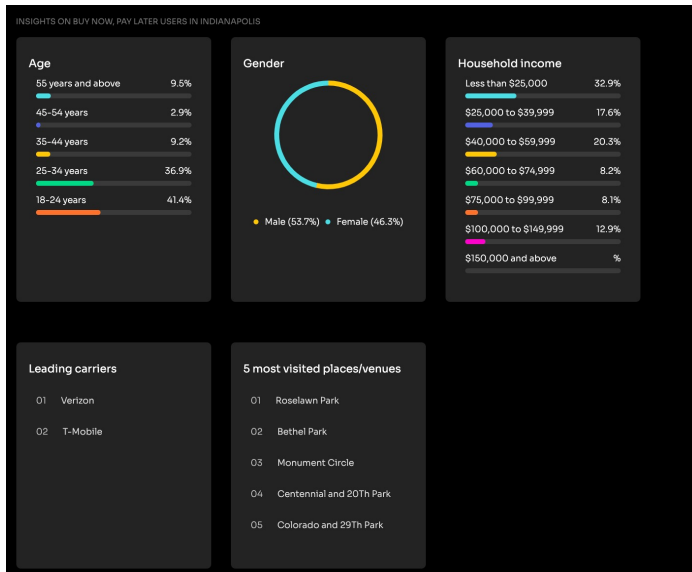 INSIGHTS ON BUY NOW, PAY LATER USERS IN INDIANAPOLIS
Age
55 years and above 9.5%
45-54 years 2.9%
35-44 years 9.2%
25-34 years 36.9%
18-24 years 41.4%
Gender
Male (53.7%) Female (46.3%)
Household income
Less than $25,000 32.9%
$25,000 to $39,999 17.6%
$40,000 to $59,999 20.3%
$60,000 to $74,999 8.2%
$75,000 to $99,999 8.1%
$100,000 to $149,999 12.9%
$150,000 and above %
Leading carriers
01 Verizon
02 T-Mobile
5 most visited places/venues
01 Roselawn Park
02 Bethel Park
03 Monument Circle
04 Centennial and 20Th Park
05 Colorado and 29Th Park